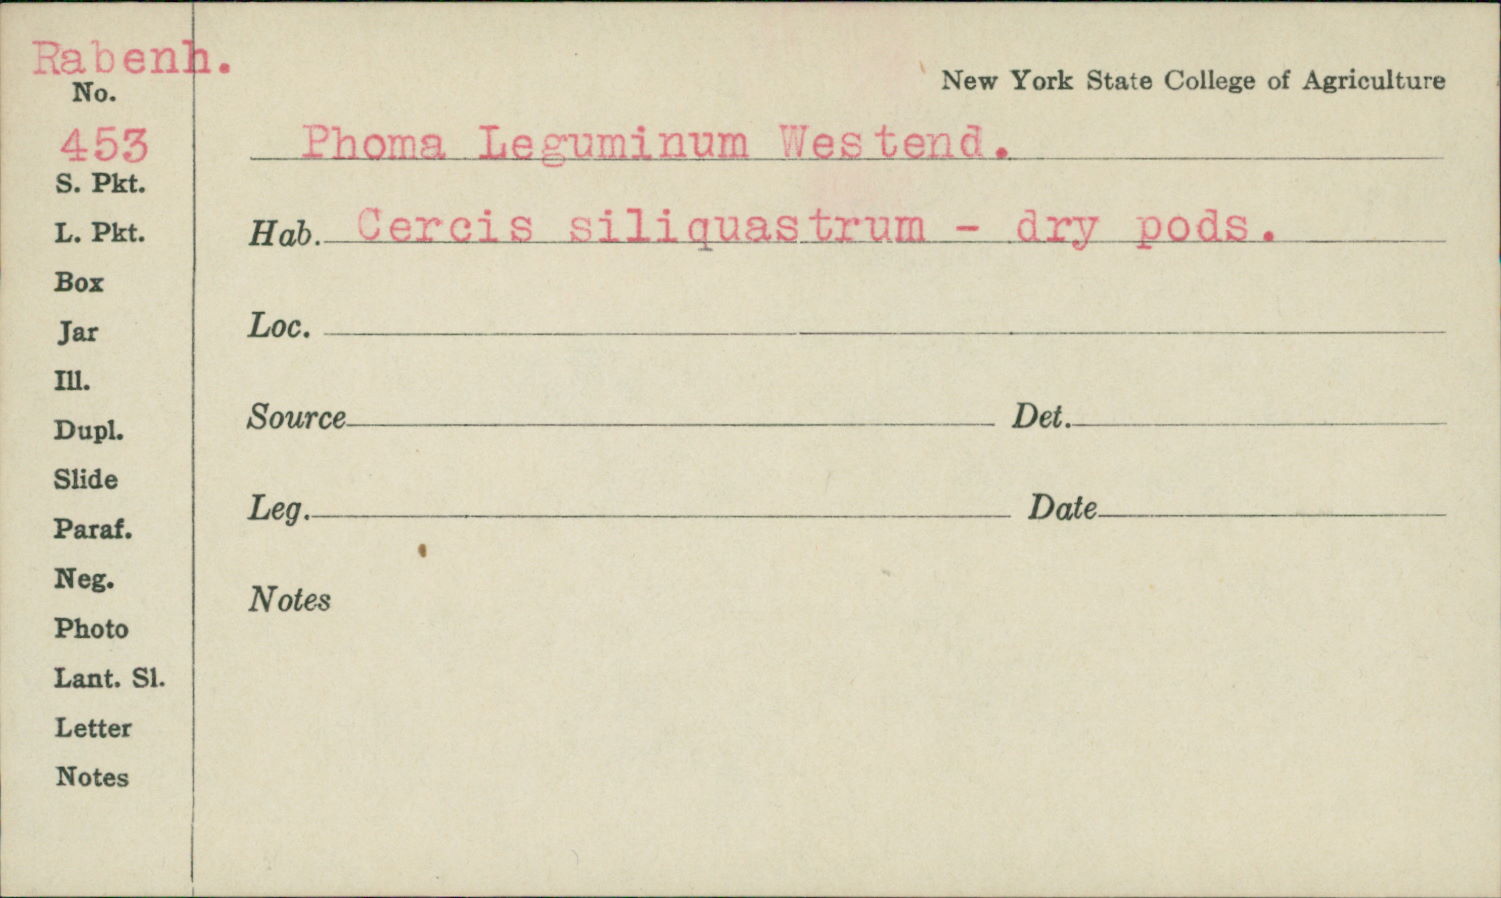 Rabenh.
No.
453
S. Pkt.
L. Pkt.
Box
Jar
Ill.
Dupl.
Slide
Paraf.
Neg.
Photo
Lant. Sl.
Letter
Notes
New York State College of Agriculture
Phoma Leguminum Westend.
Hab. Cercis siliquastrum - dry pods.
Loc.
Source Det.
Leg. Date
Notes